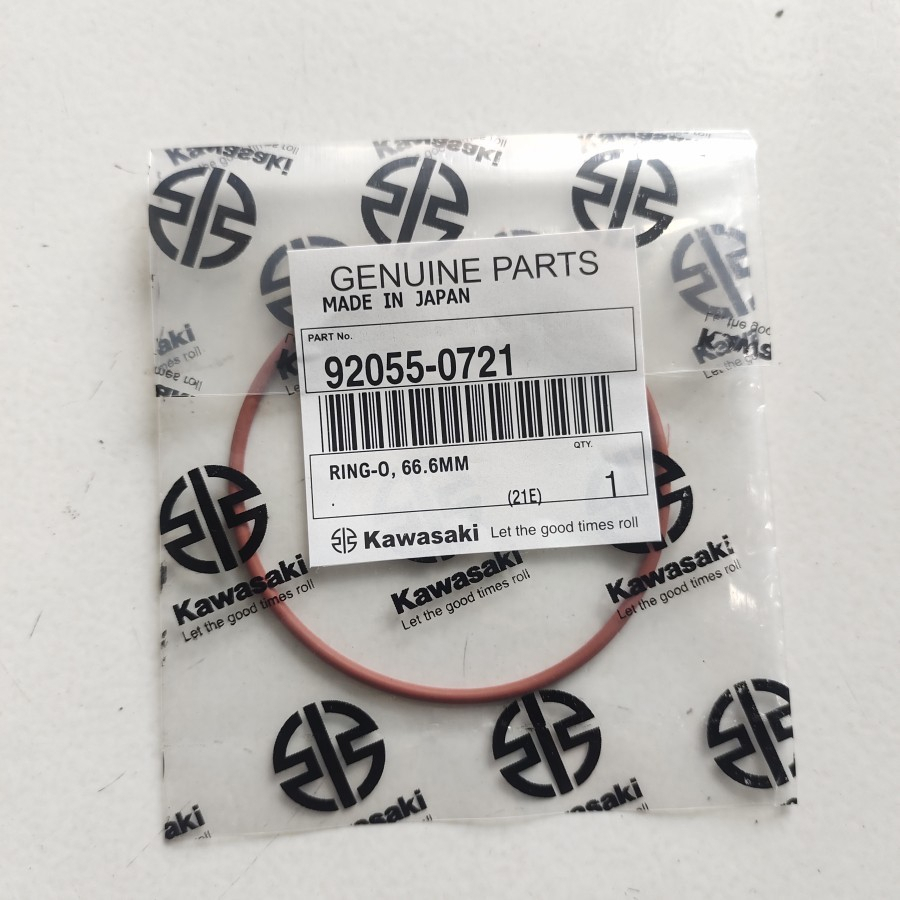 Kawasaki
Kawasaki
Kawasaki
GENUINE PARTS
MADE IN JAPAN
PART No.
92055-0721
QTY.
RING-O, 66.6MM
.
(21E)
1
Kawasaki Let the good times roll
Kawasaki
Let the good times roll
Kawasaki
Let the good times roll
Kawasaki
Let the good times roll